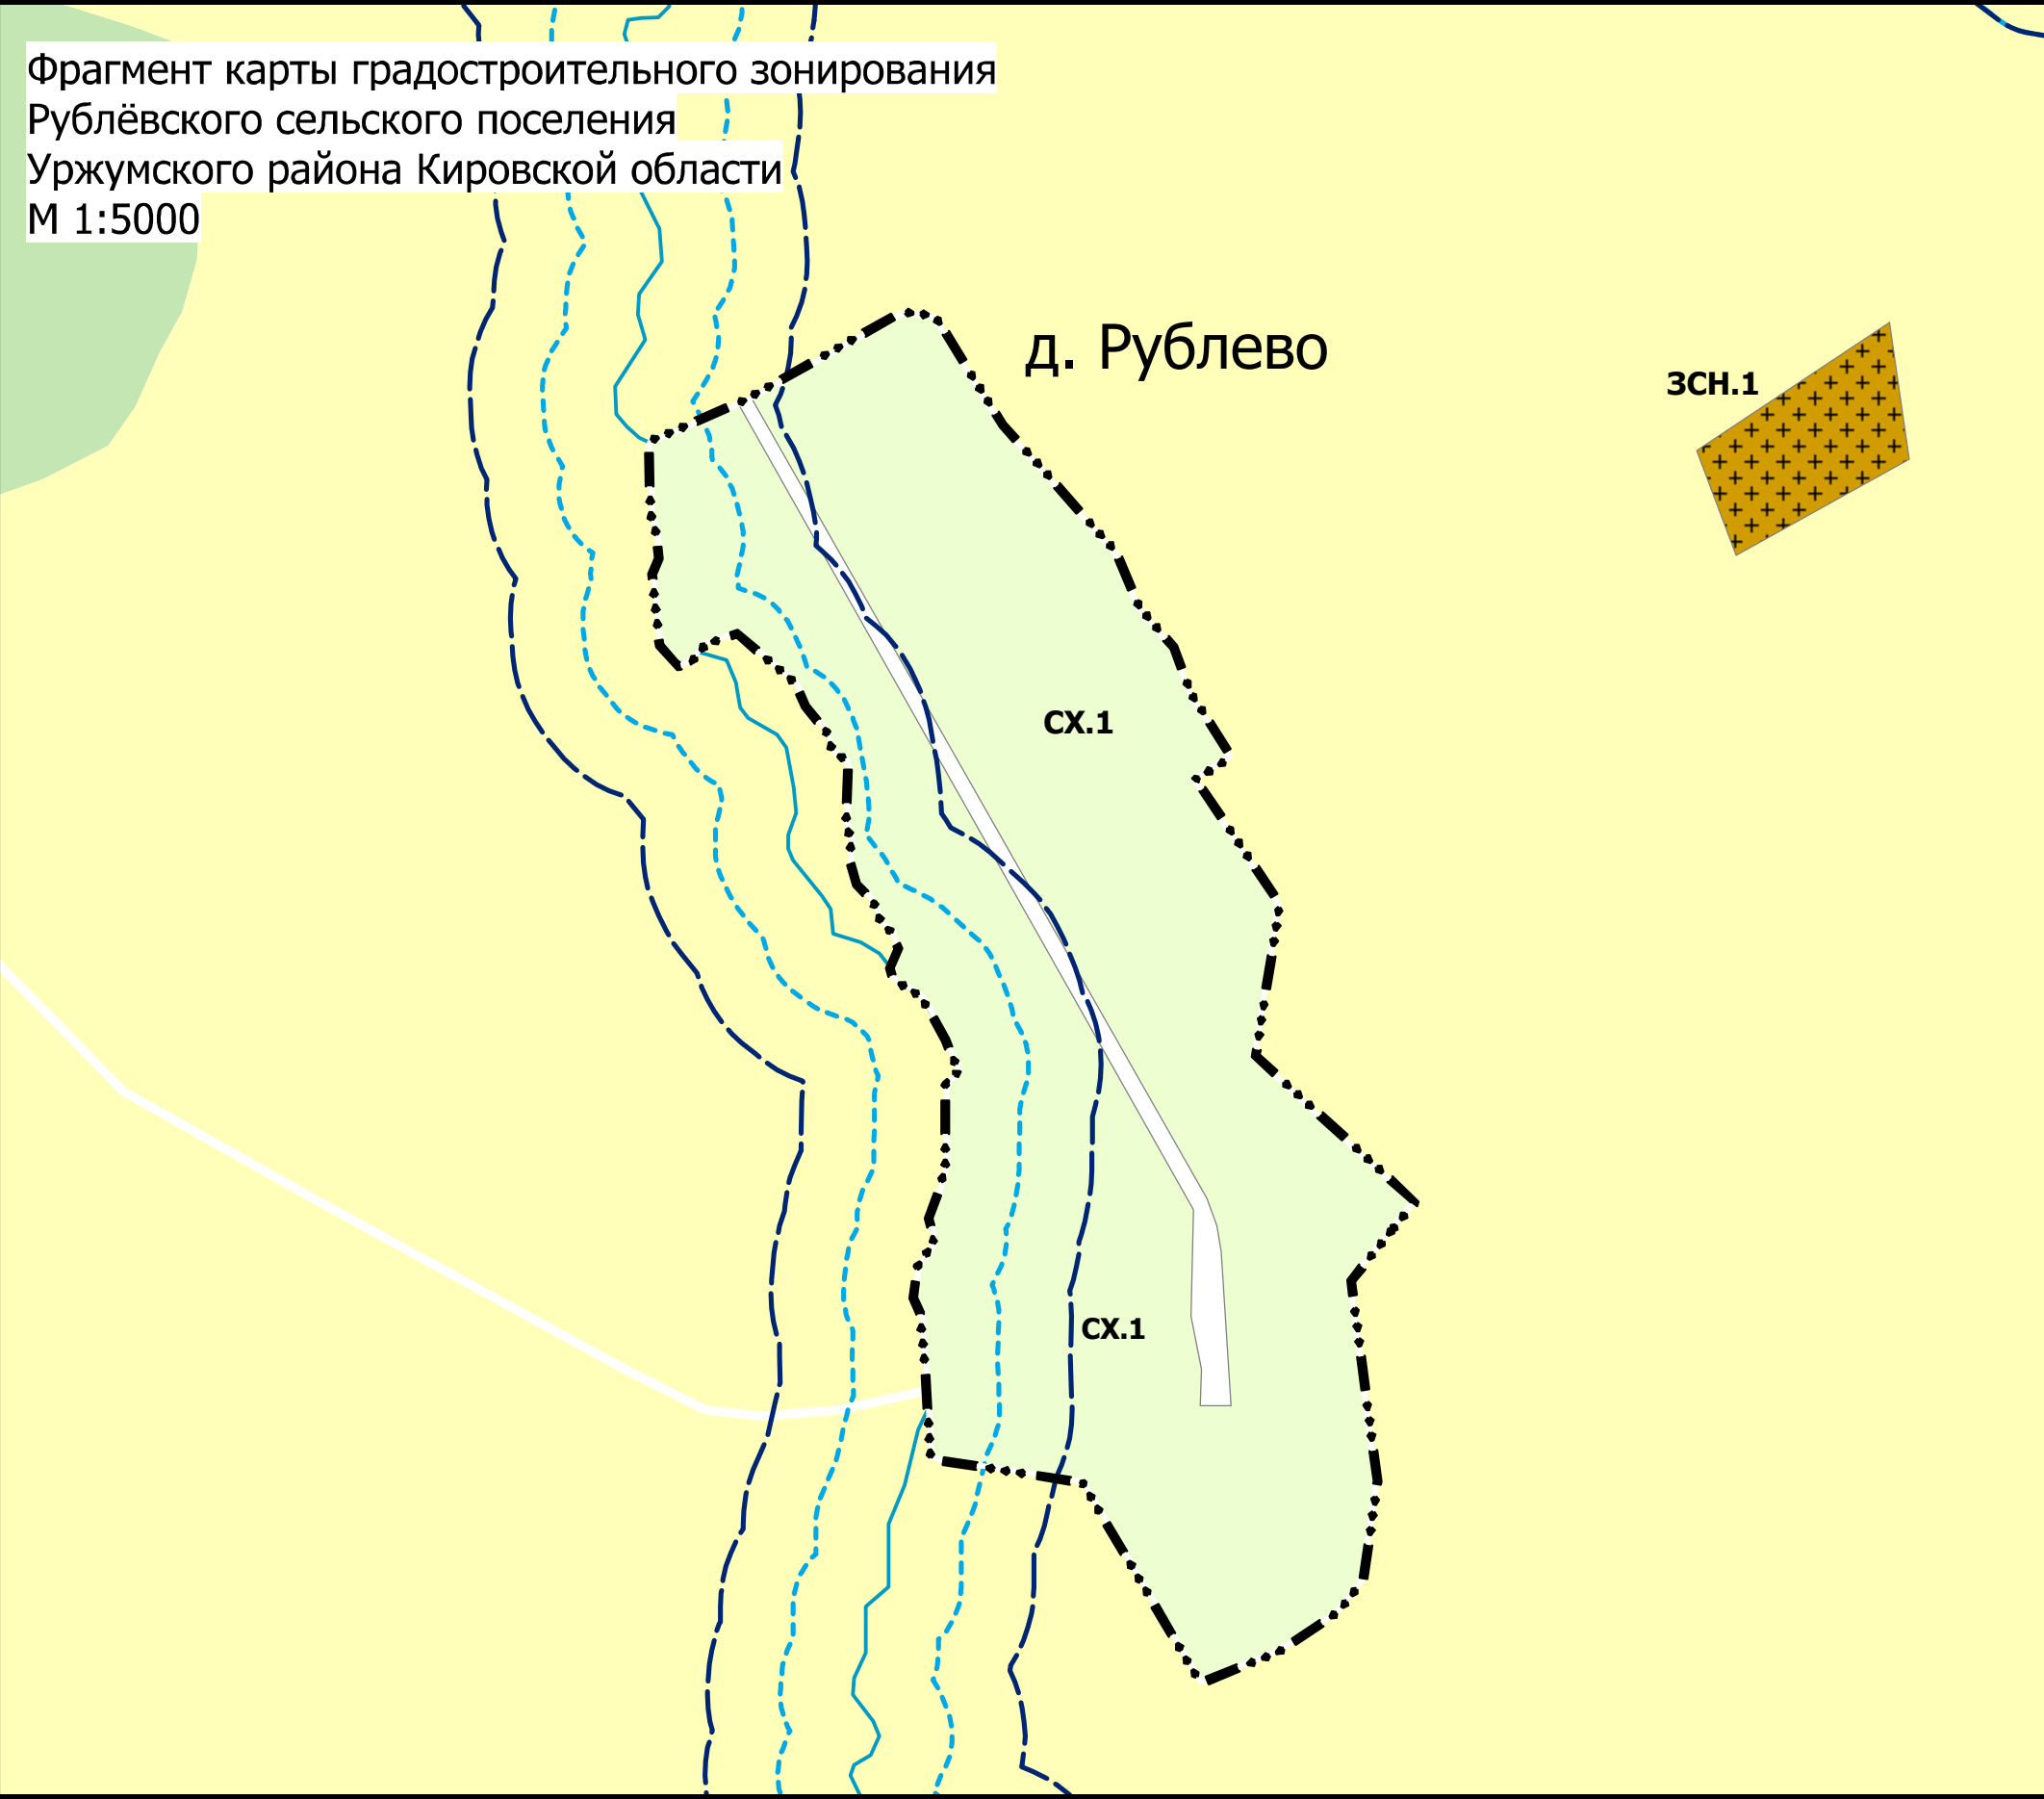 Фрагмент карты градостроительного зонирования
Рублёвского сельского поселения
Уржумского района Кировской области
М 1:5000
д. Рублево
ЗСН.1
СХ.1
СХ.1